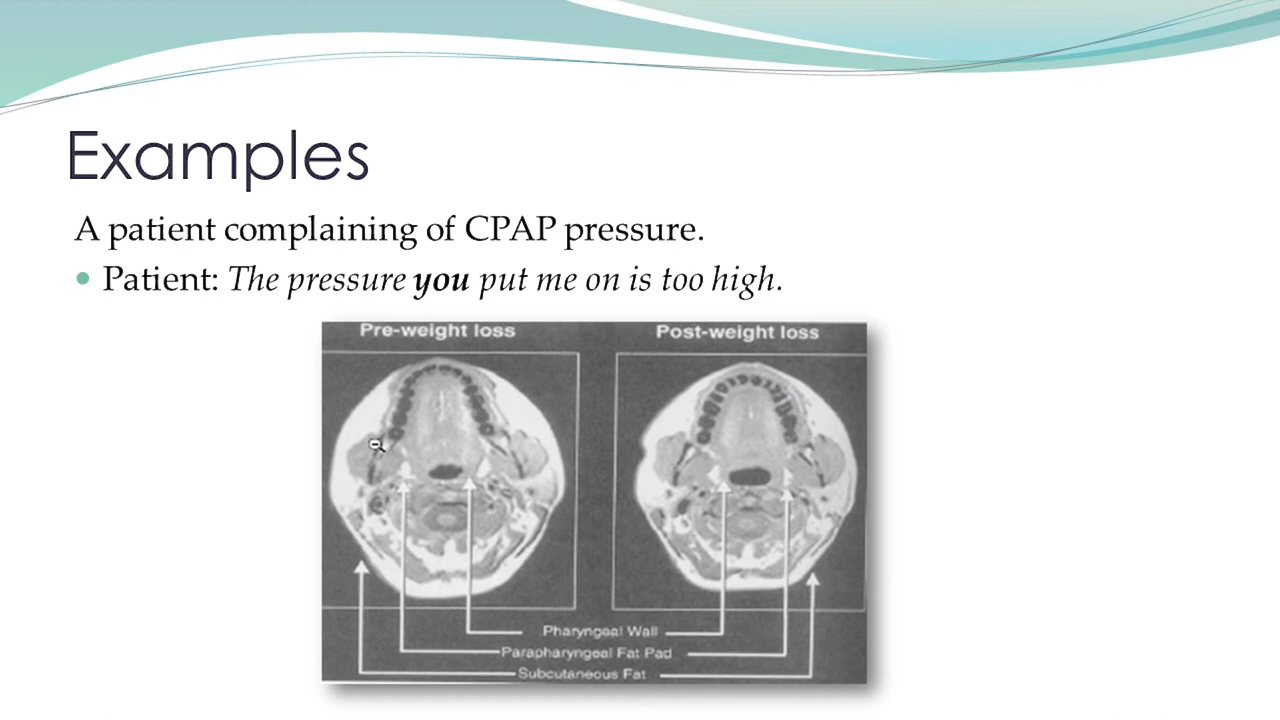 Examples
A patient complaining of CPAP pressure.
Patient: The pressure you put me on is too high.
Pre-weight loss
Post-weight loss
Pharyngeal Wall
Parapharyngeal Fat Pad
Subcutaneous Fat